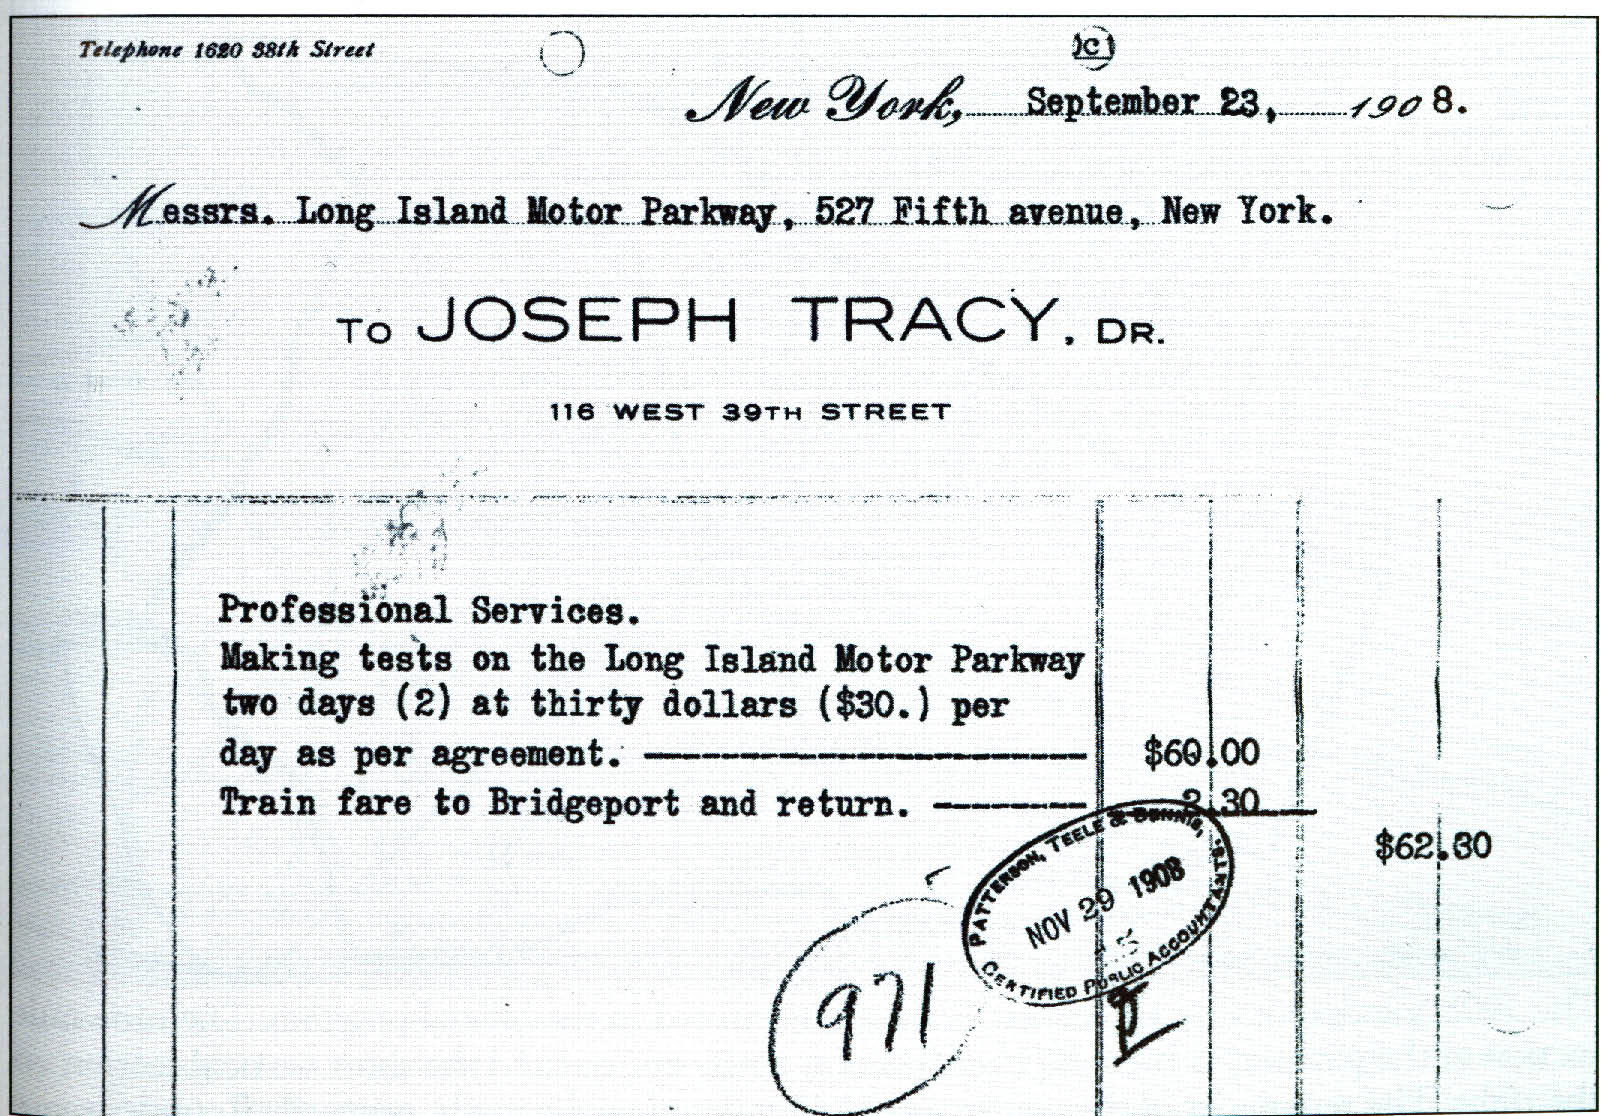 Telephone 1620 38th Street
New York, September 23, 1908.
Messrs. Long Island Motor Parkway, 527 Fifth avenue, New York.
To JOSEPH TRACY, DR.
116 WEST 39TH STREET
Professional Services.
Making tests on the Long Island Motor Parkway
two days (2) at thirty dollars ($30.) per
day as per agreement. $60.00
Train fare to Bridgeport and return. 2.30
$62.30
PATTERSON, TEELE & DENNIS,
NOV 29 1908
CERTIFIED PUBLIC ACCOUNTANTS.
971